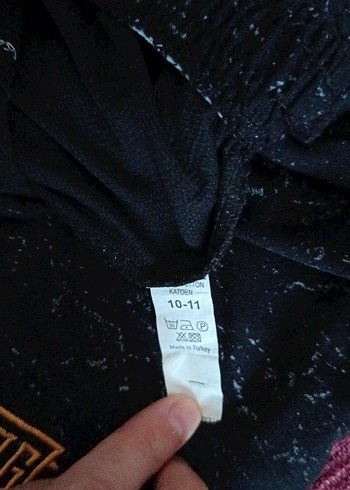 COTTON
KATOEN
10-11
P
Made in Turkey